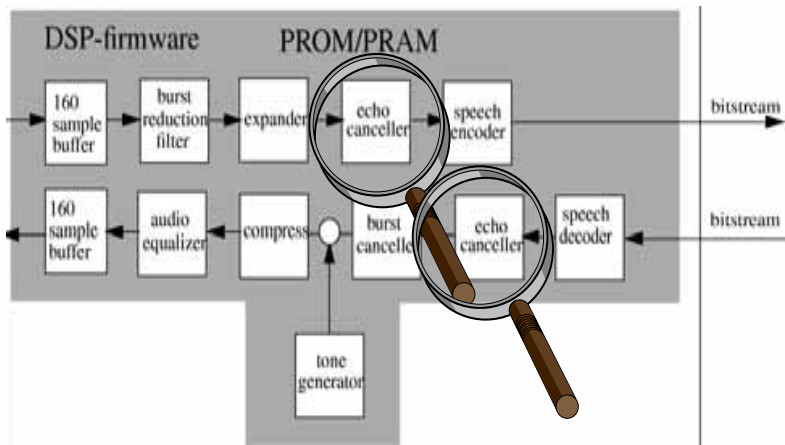 DSP-firmware PROM/PRAM
160
sample
buffer
burst
reduction
filter
expander
echo
canceller
speech
encoder
bitstream
160
sample
buffer
audio
equalizer
compress
burst
echo
canceller
speech
decoder
bitstream
tone
generator